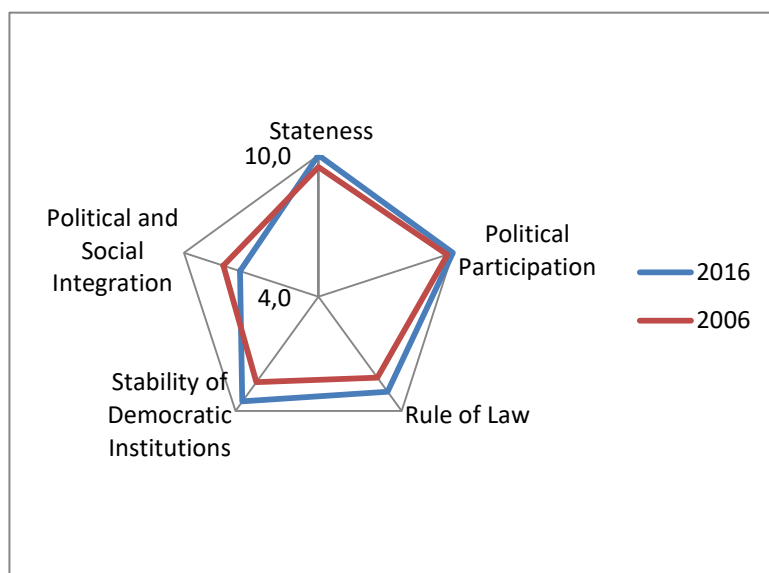 Stateness
10,0
Political and
Social
Integration
Political
Participation
2016
4,0
2006
Stability of
Democratic
Institutions
Rule of Law